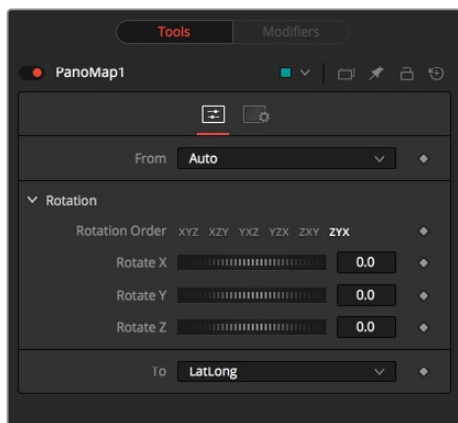 Tools Modifiers
PanoMap1
From Auto
Rotation
Rotation Order XYZ XZY YXZ YZX ZXY ZYX
Rotate X 0.0
Rotate Y 0.0
Rotate Z 0.0
To LatLong